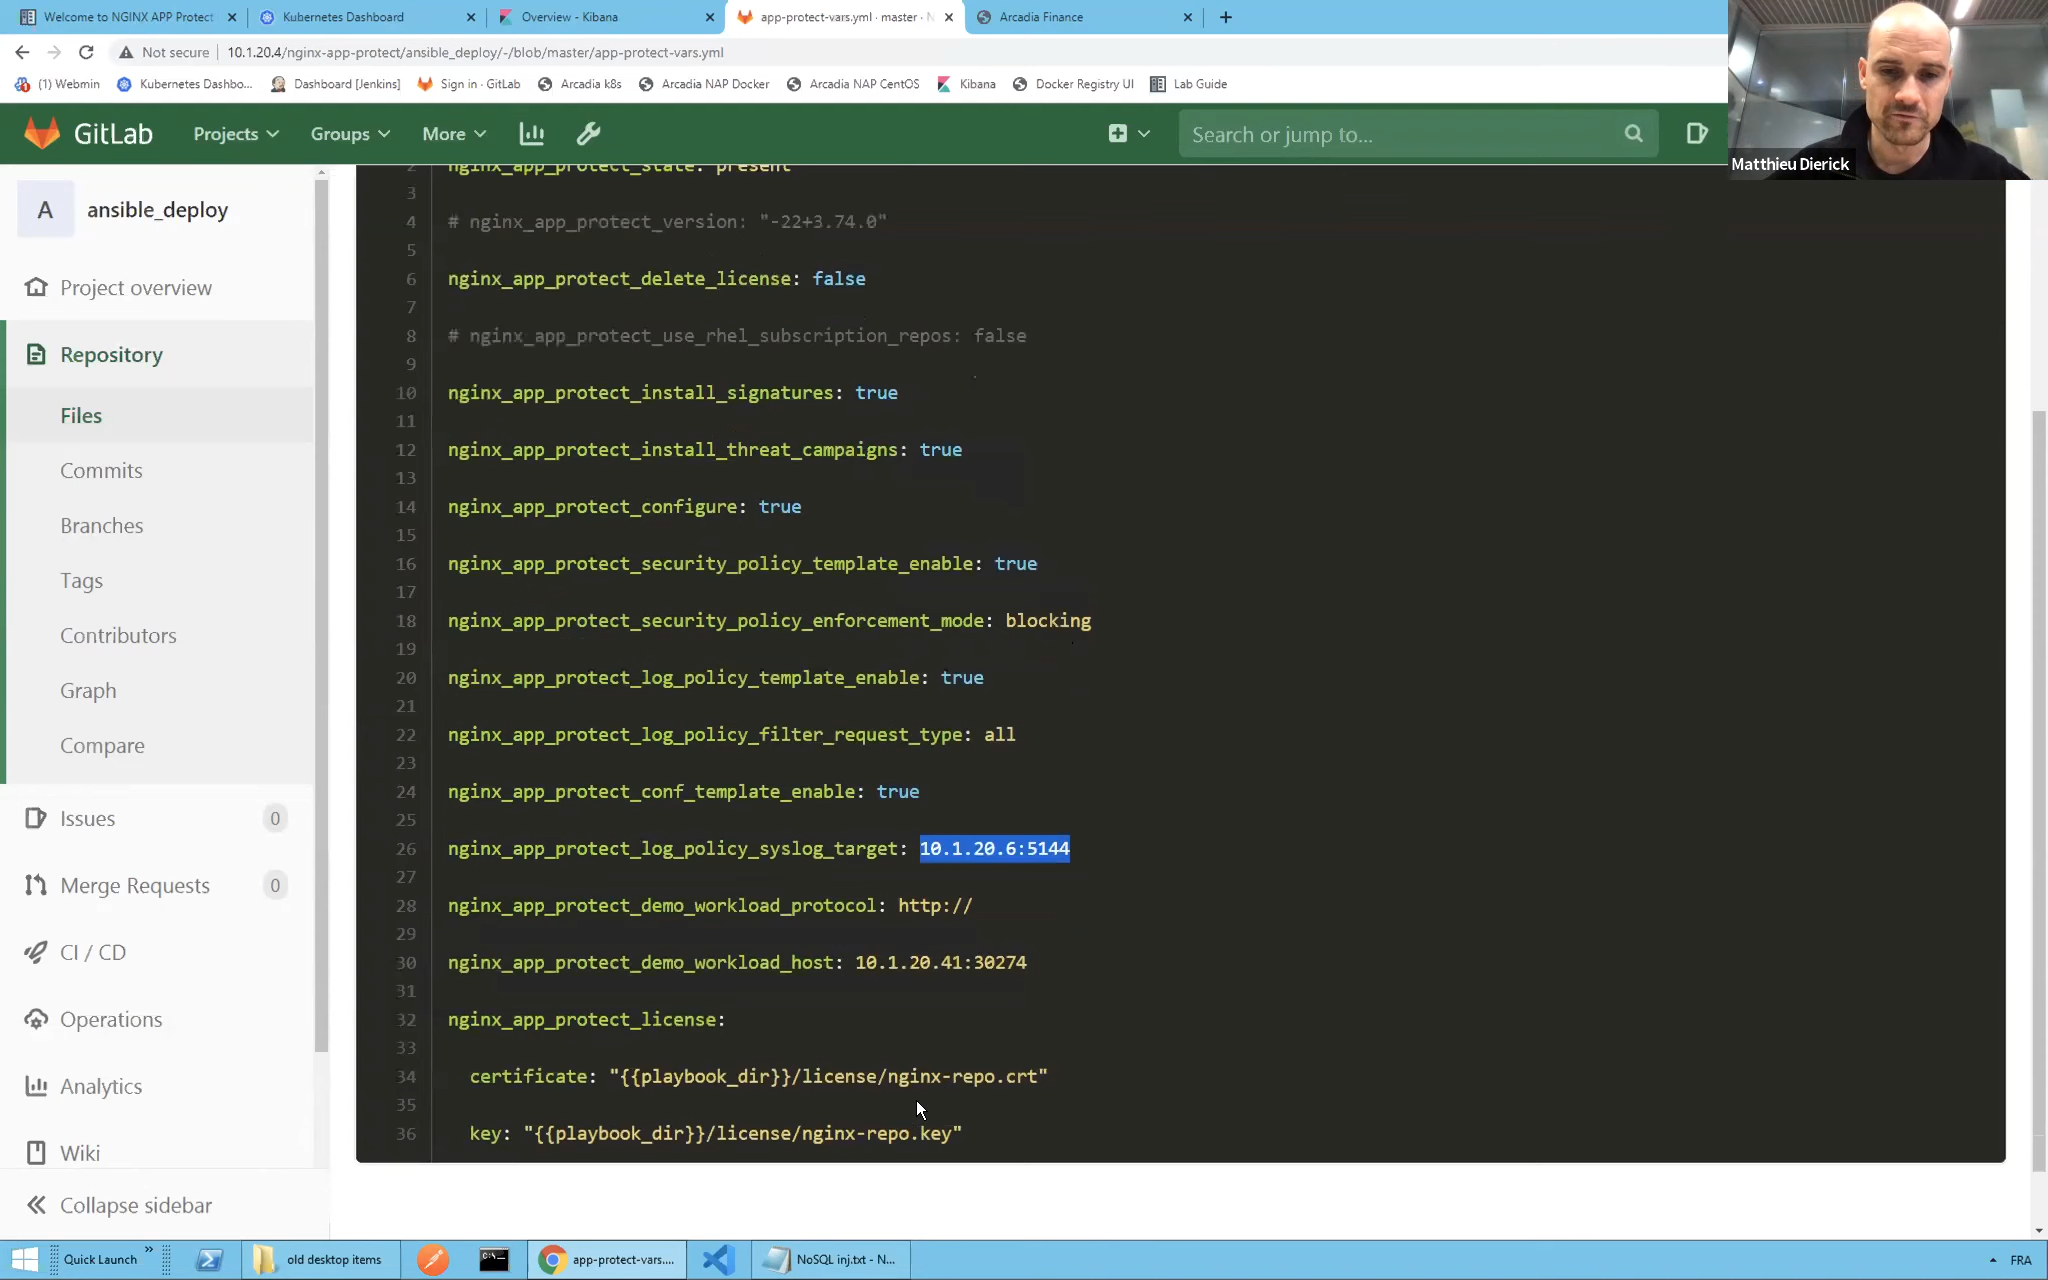 Welcome to NGINX APP Protect
Kubernetes Dashboard
Overview - Kibana
app-protect-vars.yml · master · N
Arcadia Finance
Not secure
10.1.20.4/nginx-app-protect/ansible_deploy/-/blob/master/app-protect-vars.yml
(1) Webmin
Kubernetes Dashbo...
Dashboard [Jenkins]
Sign in · GitLab
Arcadia k8s
Arcadia NAP Docker
Arcadia NAP CentOS
Kibana
Docker Registry UI
Lab Guide
GitLab
Projects
Groups
More
Search or jump to...
Matthieu Dierick
A
ansible_deploy
Project overview
Repository
Files
Commits
Branches
Tags
Contributors
Graph
Compare
Issues 0
Merge Requests 0
CI / CD
Operations
Analytics
Wiki
Collapse sidebar
2 nginx_app_protect_state: present
3
4 # nginx_app_protect_version: "-22+3.74.0"
5
6 nginx_app_protect_delete_license: false
7
8 # nginx_app_protect_use_rhel_subscription_repos: false
9
10 nginx_app_protect_install_signatures: true
11
12 nginx_app_protect_install_threat_campaigns: true
13
14 nginx_app_protect_configure: true
15
16 nginx_app_protect_security_policy_template_enable: true
17
18 nginx_app_protect_security_policy_enforcement_mode: blocking
19
20 nginx_app_protect_log_policy_template_enable: true
21
22 nginx_app_protect_log_policy_filter_request_type: all
23
24 nginx_app_protect_conf_template_enable: true
25
26 nginx_app_protect_log_policy_syslog_target: 10.1.20.6:5144
27
28 nginx_app_protect_demo_workload_protocol: http://
29
30 nginx_app_protect_demo_workload_host: 10.1.20.41:30274
31
32 nginx_app_protect_license:
33
34 certificate: "{{playbook_dir}}/license/nginx-repo.crt"
35
36 key: "{{playbook_dir}}/license/nginx-repo.key"
Quick Launch
old desktop items
app-protect-vars....
NoSQL inj.txt - N...
FRA